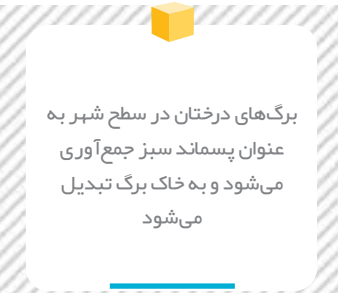 برگ‌های درختان در سطح شهر به
عنوان پسماند سبز جمع‌آوری
می‌شود و به خاک برگ تبدیل
می‌شود